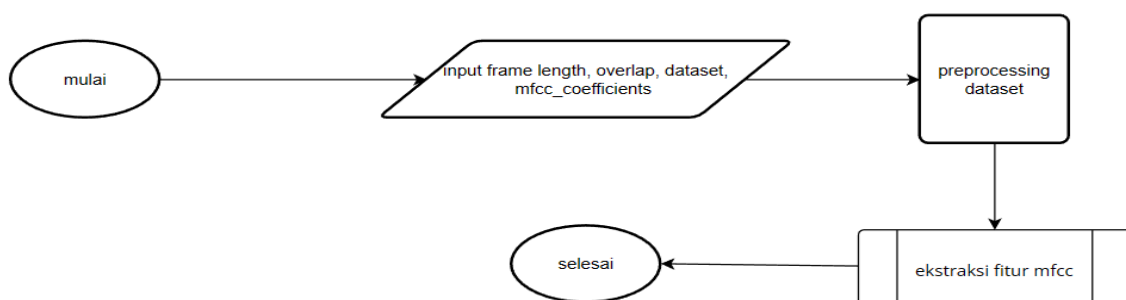 mulai
input frame length, overlap, dataset,
mfcc_coefficients
preprocessing
dataset
ekstraksi fitur mfcc
selesai